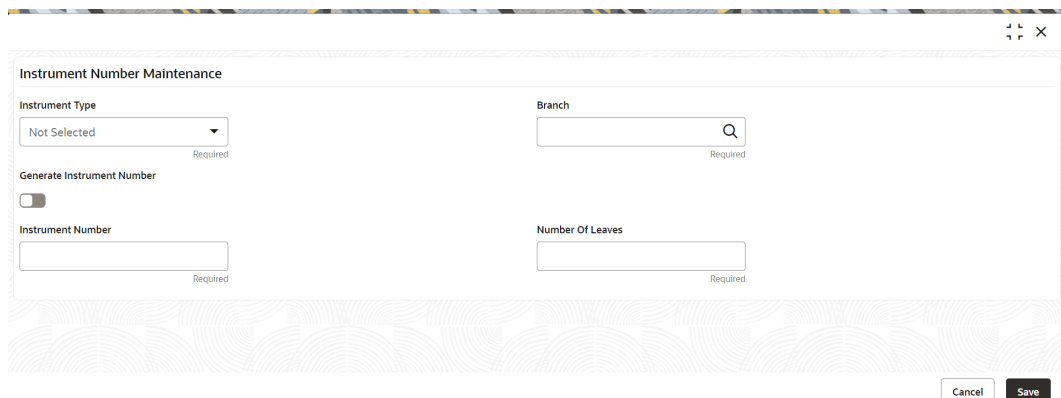 Instrument Number Maintenance
Instrument Type
Branch
Not Selected
Required
Required
Generate Instrument Number
Instrument Number
Number Of Leaves
Required
Required
Cancel
Save